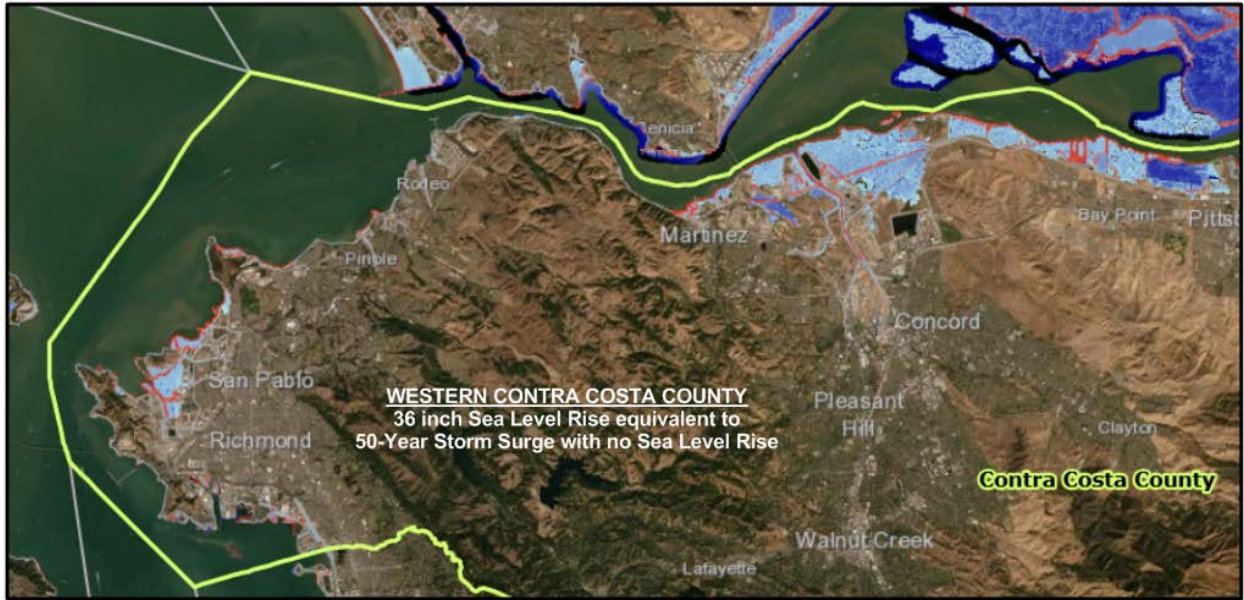 enicia
Rodeo
Bay Point
Pittsb
Martinez
Pinole
Concord
San Pablo
WESTERN CONTRA COSTA COUNTY
36 inch Sea Level Rise equivalent to
50-Year Storm Surge with no Sea Level Rise
Pleasant
Hill
Clayton
Richmond
Contra Costa County
Walnut Creek
Lafayette